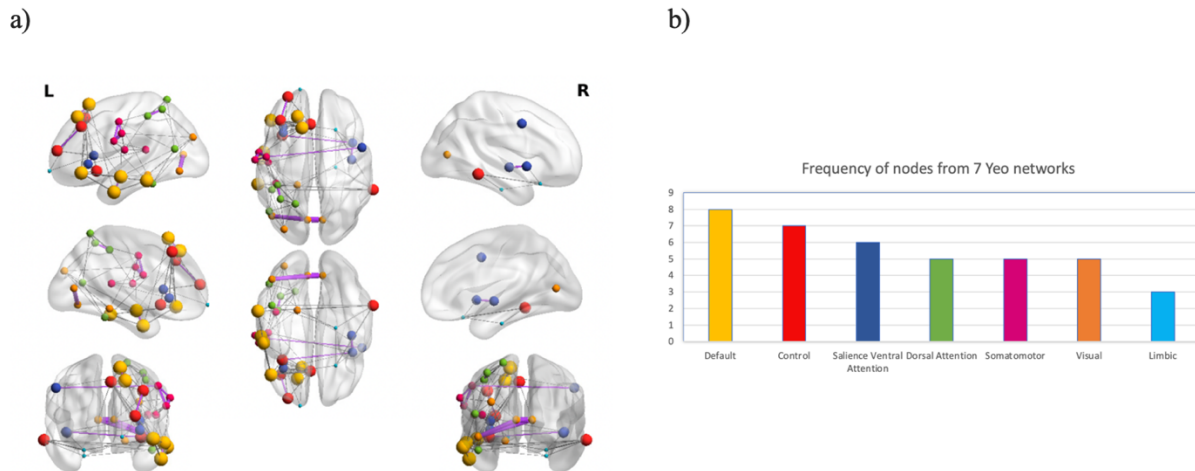 a)
b)
L
R
Frequency of nodes from 7 Yeo networks
9
8
7
6
5
4
3
2
1
0
Default
Control
Salience Ventral
Attention
Dorsal Attention
Somatomotor
Visual
Limbic